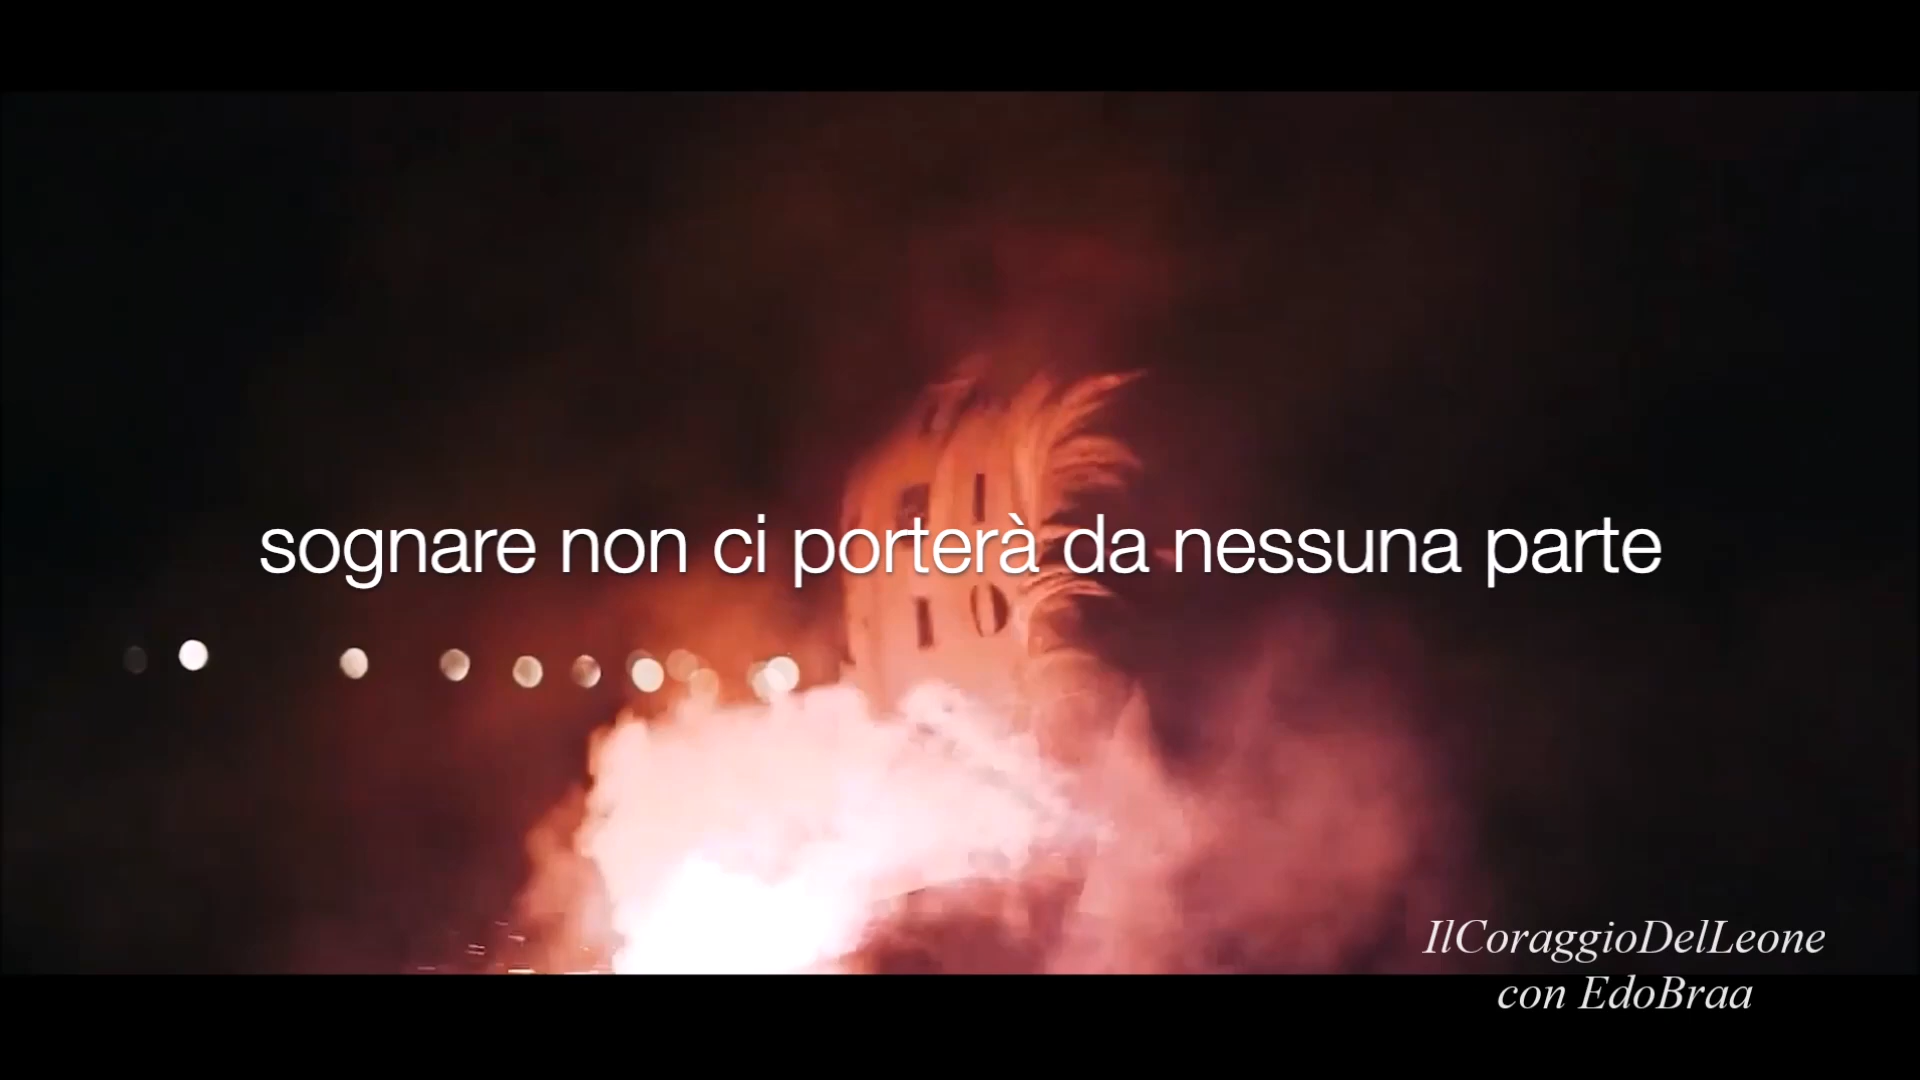 sognare non ci porterà da nessuna parte
IlCoraggioDelLeone
con EdoBraa